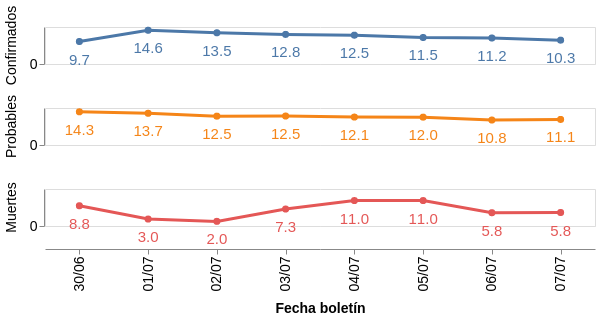 Confirmados
0
9.7 14.6 13.5 12.8 12.5 11.5 11.2 10.3
Probables
0
14.3 13.7 12.5 12.5 12.1 12.0 10.8 11.1
Muertes
0
8.8 3.0 2.0 7.3 11.0 11.0 5.8 5.8
30/06 01/07 02/07 03/07 04/07 05/07 06/07 07/07
Fecha boletín